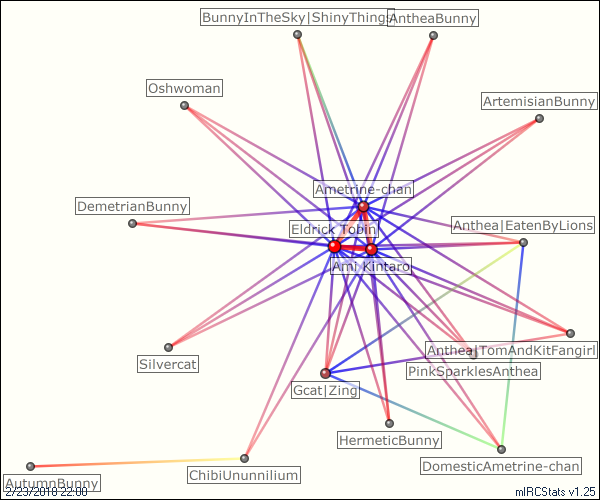 BunnyInTheSky|ShinyThings
AntheaBunny
Oshwoman
ArtemisianBunny
Ametrine-chan
DemetrianBunny
Eldrick Tobin
Anthea|EatenByLions
Ami Kintaro
Anthea|TomAndKitFangirl
Silvercat
PinkSparklesAnthea
Gcat|Zing
HermeticBunny
DomesticAmetrine-chan
ChibiUnunnilium
AutumnBunny
2/23/2010 22:00
mIRCStats v1.25